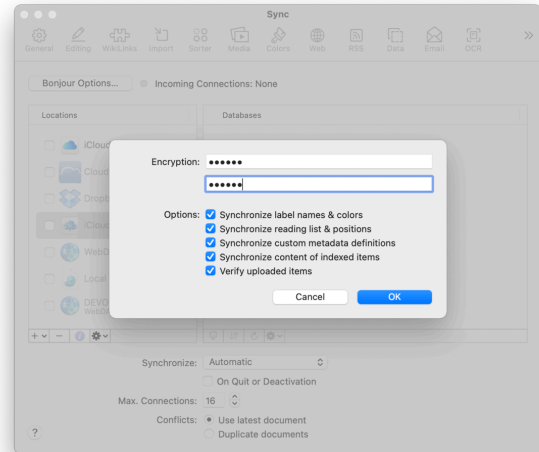 Sync
General Editing WikiLinks Import Sorter Media Colors Web RSS Data Email OCR
Bonjour Options... Incoming Connections: None
Locations Databases
iCloud
Cloud
Dropb
iCloud
WebD
Local
DEVO
WebDA
Encryption: ••••••
••••••
Options: Synchronize label names & colors
Synchronize reading list & positions
Synchronize custom metadata definitions
Synchronize content of indexed items
Verify uploaded items
Cancel OK
Synchronize: Automatic
On Quit or Deactivation
Max. Connections: 16
Conflicts: Use latest document
Duplicate documents
?